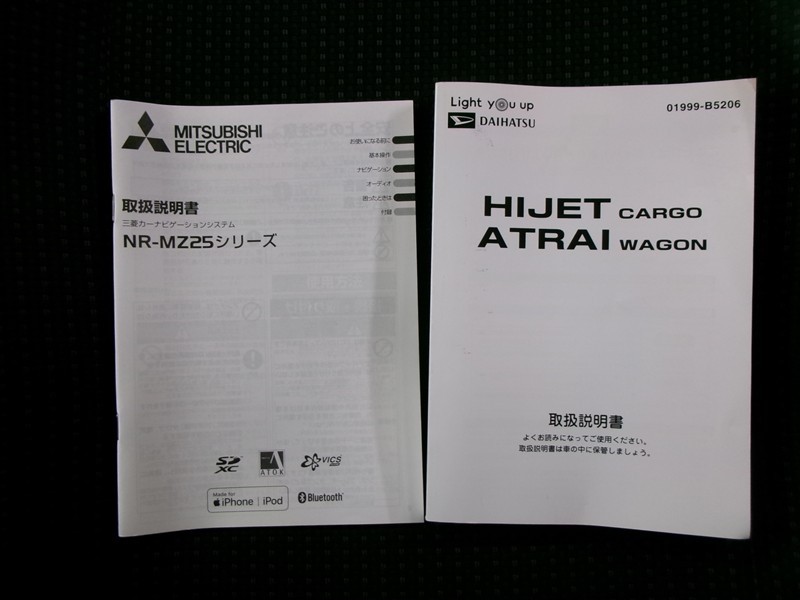 MITSUBISHI
ELECTRIC
お使いになる前に
基本操作
ナビゲーション
オーディオ
困ったときは
付録
取扱説明書
三菱カーナビゲーションシステム
NR-MZ25シリーズ
SD
XC
ATOK
VICS
Made for
iPhone | iPod
Bluetooth
Light you up
DAIHATSU
01999-B5206
HIJET CARGO
ATRAI WAGON
取扱説明書
よくお読みになってご使用ください。
取扱説明書は車の中に保管しましょう。